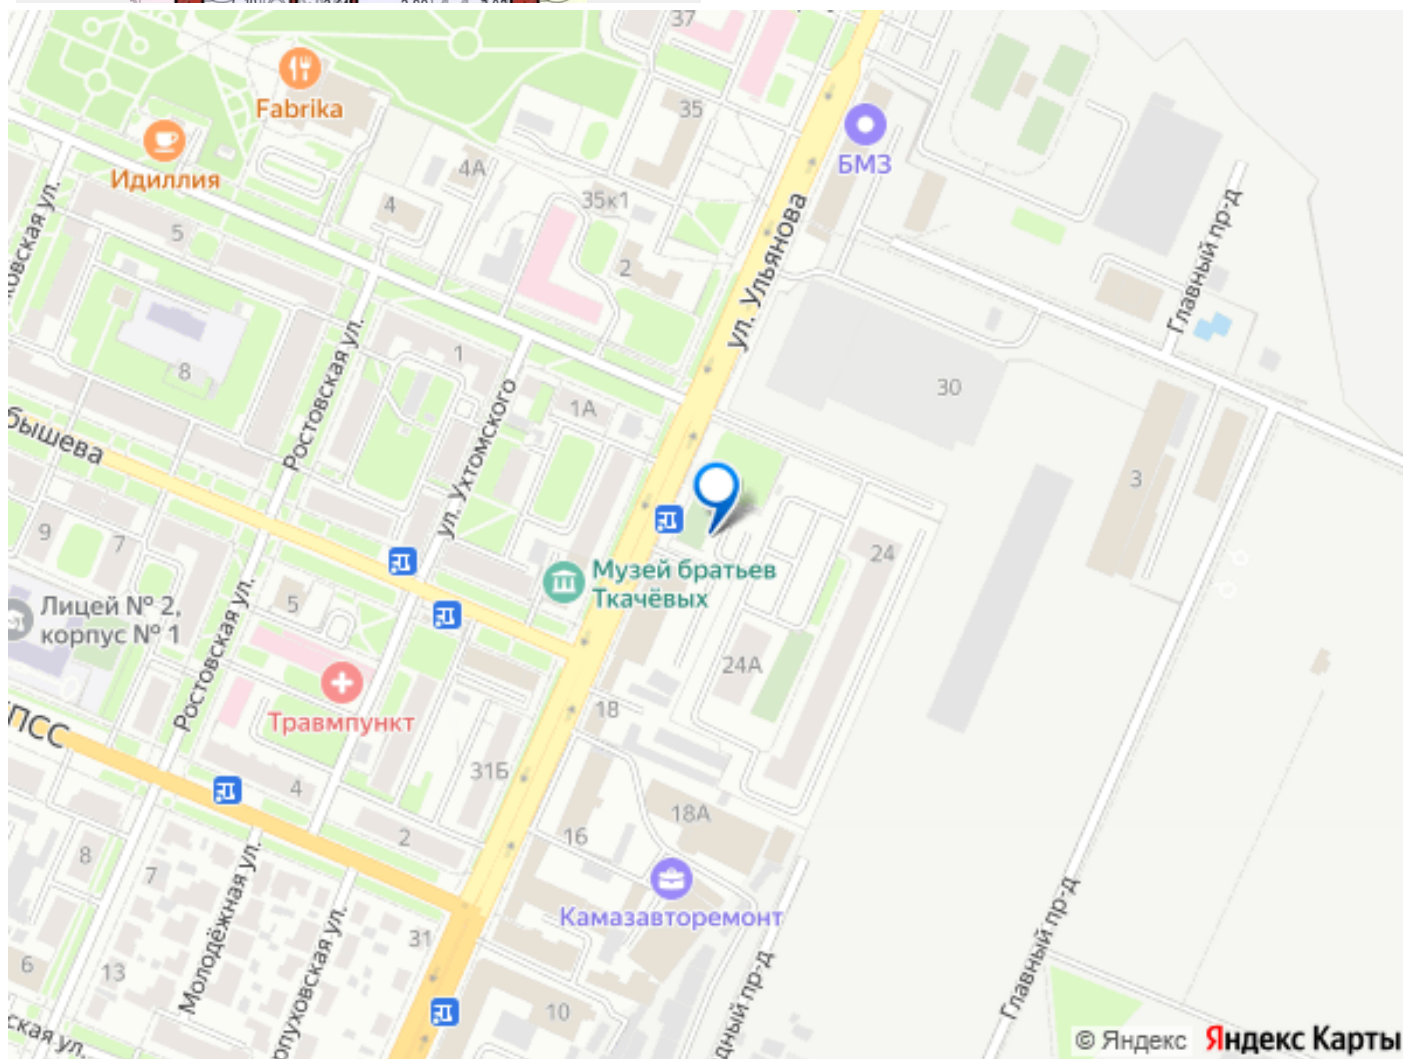 37
Fabrika
35
БМЗ
4А
Идиллия
35к1
4
ул. Ульянова
Главный пр-д
5
2
Ростовская ул.
1
8
30
ул. Ухтомского
1А
3
9
7
24
Музей братьев
Ткачёвых
Лицей № 2,
корпус № 1
5
Ростовская ул.
24А
Травмпункт
18
31Б
4
18А
16
2
8
7
Молодёжная ул.
Камазавторемонт
31
6
13
10
Главный пр-д
© Яндекс Яндекс Карты